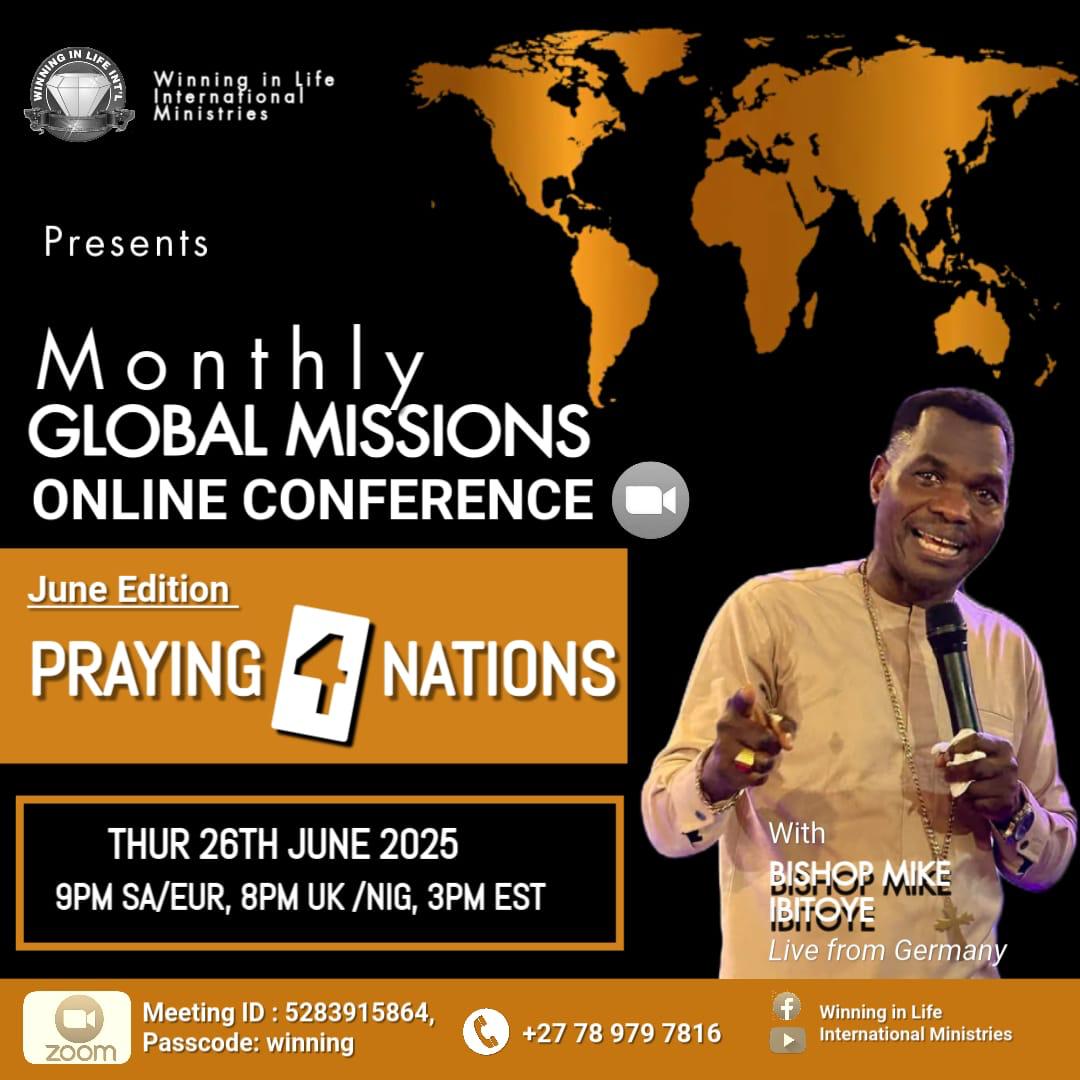 WINNING IN LIFE INT'L
Winning in Life
International
Ministries
Presents
Monthly
GLOBAL MISSIONS
ONLINE CONFERENCE
June Edition
PRAYING 4 NATIONS
THUR 26TH JUNE 2025
9PM SA/EUR, 8PM UK /NIG, 3PM EST
With
BISHOP MIKE
IBITOYE
Live from Germany
zoom
Meeting ID : 5283915864,
Passcode: winning
+27 78 979 7816
Winning in Life
International Ministries